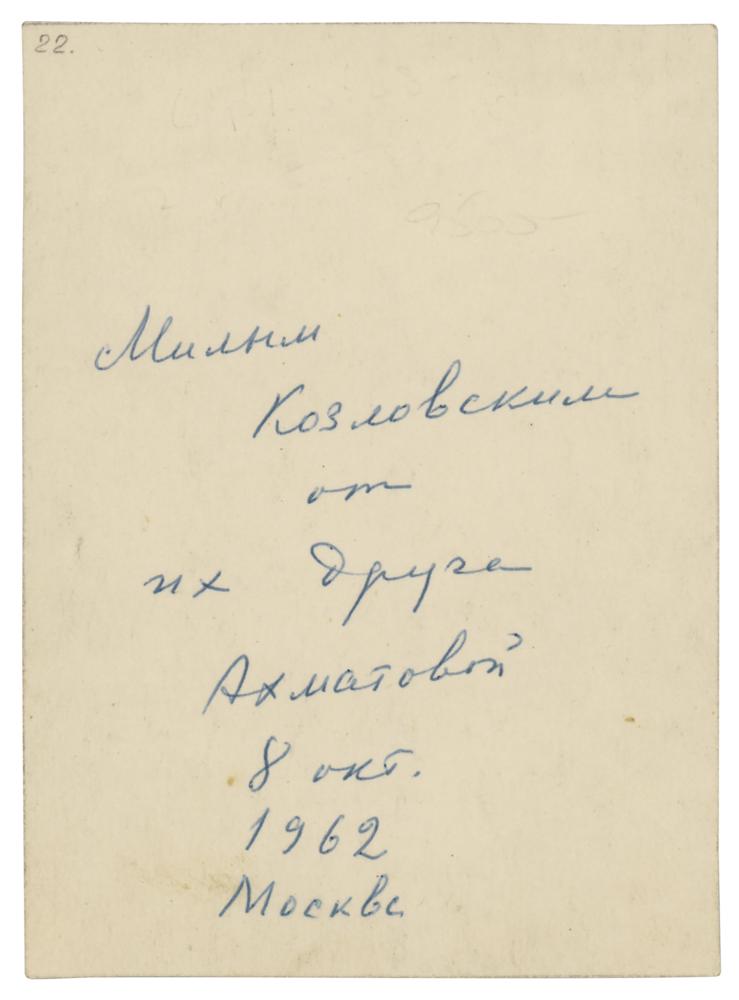 22.
Милым
Козловским
от
их друга
Ахматовой
8 окт.
1962
Москва